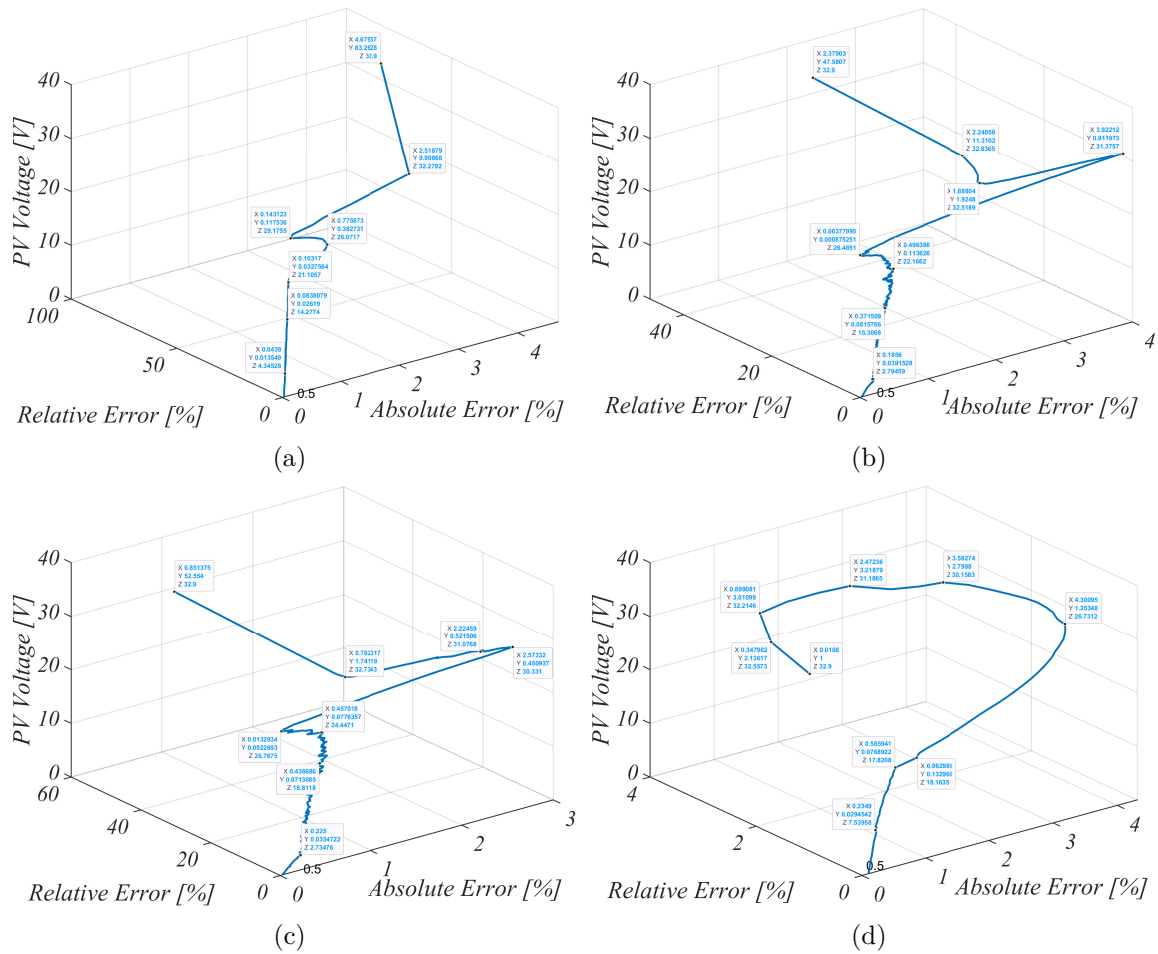 X 4.67537
Y 83.2628
Z 32.9
X 2.51879
Y 9.90868
Z 32.2792
X 0.143123
Y 0.117536
Z 29.1755
X 0.775873
Y 0.382731
Z 26.0717
X 0.10317
Y 0.0327564
Z 21.1057
X 0.0838079
Y 0.02619
Z 14.2774
X 0.0439
Y 0.013549
Z 4.34526
40
30
20
10
0
PV Voltage [V]
100
50
0
Relative Error [%]
0
0.5
1
2
3
4
Absolute Error [%]
(a)
X 2.37903
Y 47.5807
Z 32.9
X 2.24056
Y 11.3102
Z 32.8365
X 3.92212
Y 0.911973
Z 31.3757
X 1.88804
Y 1.9248
Z 32.5189
X 0.00377995
Y 0.000875251
Z 26.4851
X 0.496386
Y 0.113626
Z 22.1662
X 0.371509
Y 0.0815786
Z 15.3068
X 0.1856
Y 0.0391528
Z 2.79459
40
30
20
10
0
PV Voltage [V]
40
20
0
Relative Error [%]
0
0.5
1
2
3
4
Absolute Error [%]
(b)
X 0.851375
Y 52.554
Z 32.9
X 0.782317
Y 1.74119
Z 32.7343
X 2.22459
Y 0.521506
Z 31.0768
X 2.57332
Y 0.450937
Z 30.331
X 0.457018
Y 0.0776357
Z 24.4471
X 0.0132934
Y 0.0022693
Z 26.7675
X 0.436686
Y 0.0713065
Z 18.8118
X 0.225
Y 0.0354722
Z 2.73476
40
30
20
10
0
PV Voltage [V]
60
40
20
0
Relative Error [%]
0
0.5
1
2
3
Absolute Error [%]
(c)
X 2.47236
Y 3.21879
Z 31.1865
X 3.58274
Y 2.7988
Z 30.1583
X 0.899081
Y 3.01099
Z 32.2146
X 4.30095
Y 1.35348
Z 26.7312
X 0.347982
Y 2.13617
Z 32.5573
X 0.0106
Y 1
Z 32.9
X 0.585941
Y 0.0768922
Z 17.8208
X 0.962983
Y 0.132963
Z 18.1635
X 0.2349
Y 0.0294542
Z 7.53958
40
30
20
10
0
PV Voltage [V]
4
2
0
Relative Error [%]
0
0.5
1
2
3
4
Absolute Error [%]
(d)